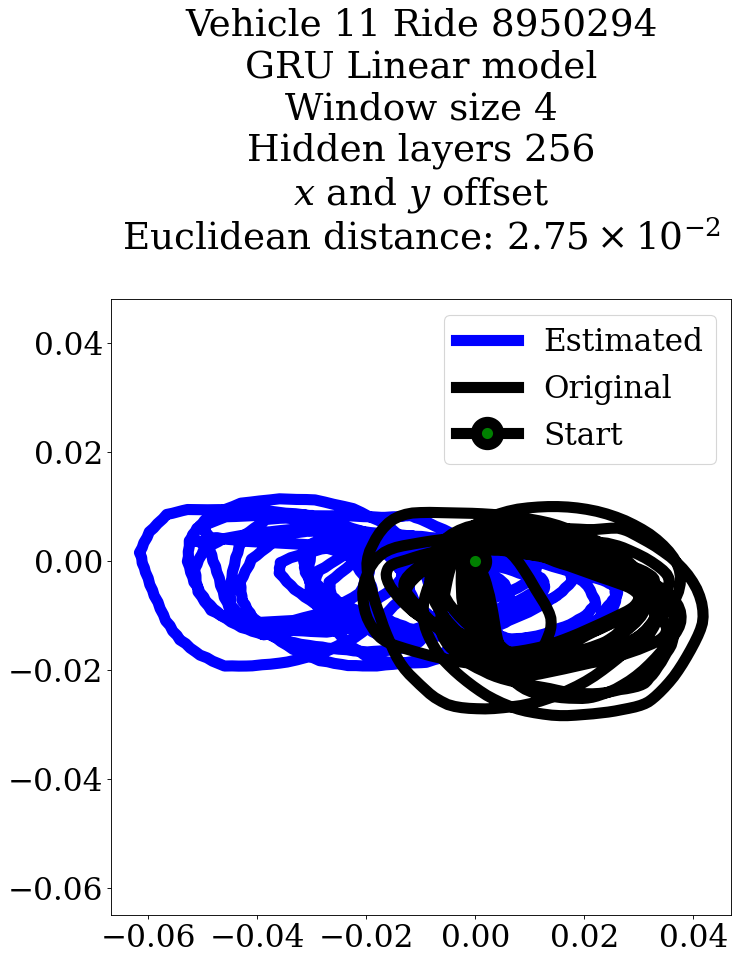 Vehicle 11 Ride 8950294
GRU Linear model
Window size 4
Hidden layers 256
x and y offset
Euclidean distance: 2.75 × 10⁻²
Estimated
Original
Start
0.04
0.02
0.00
−0.02
−0.04
−0.06
−0.06 −0.04 −0.02 0.00 0.02 0.04